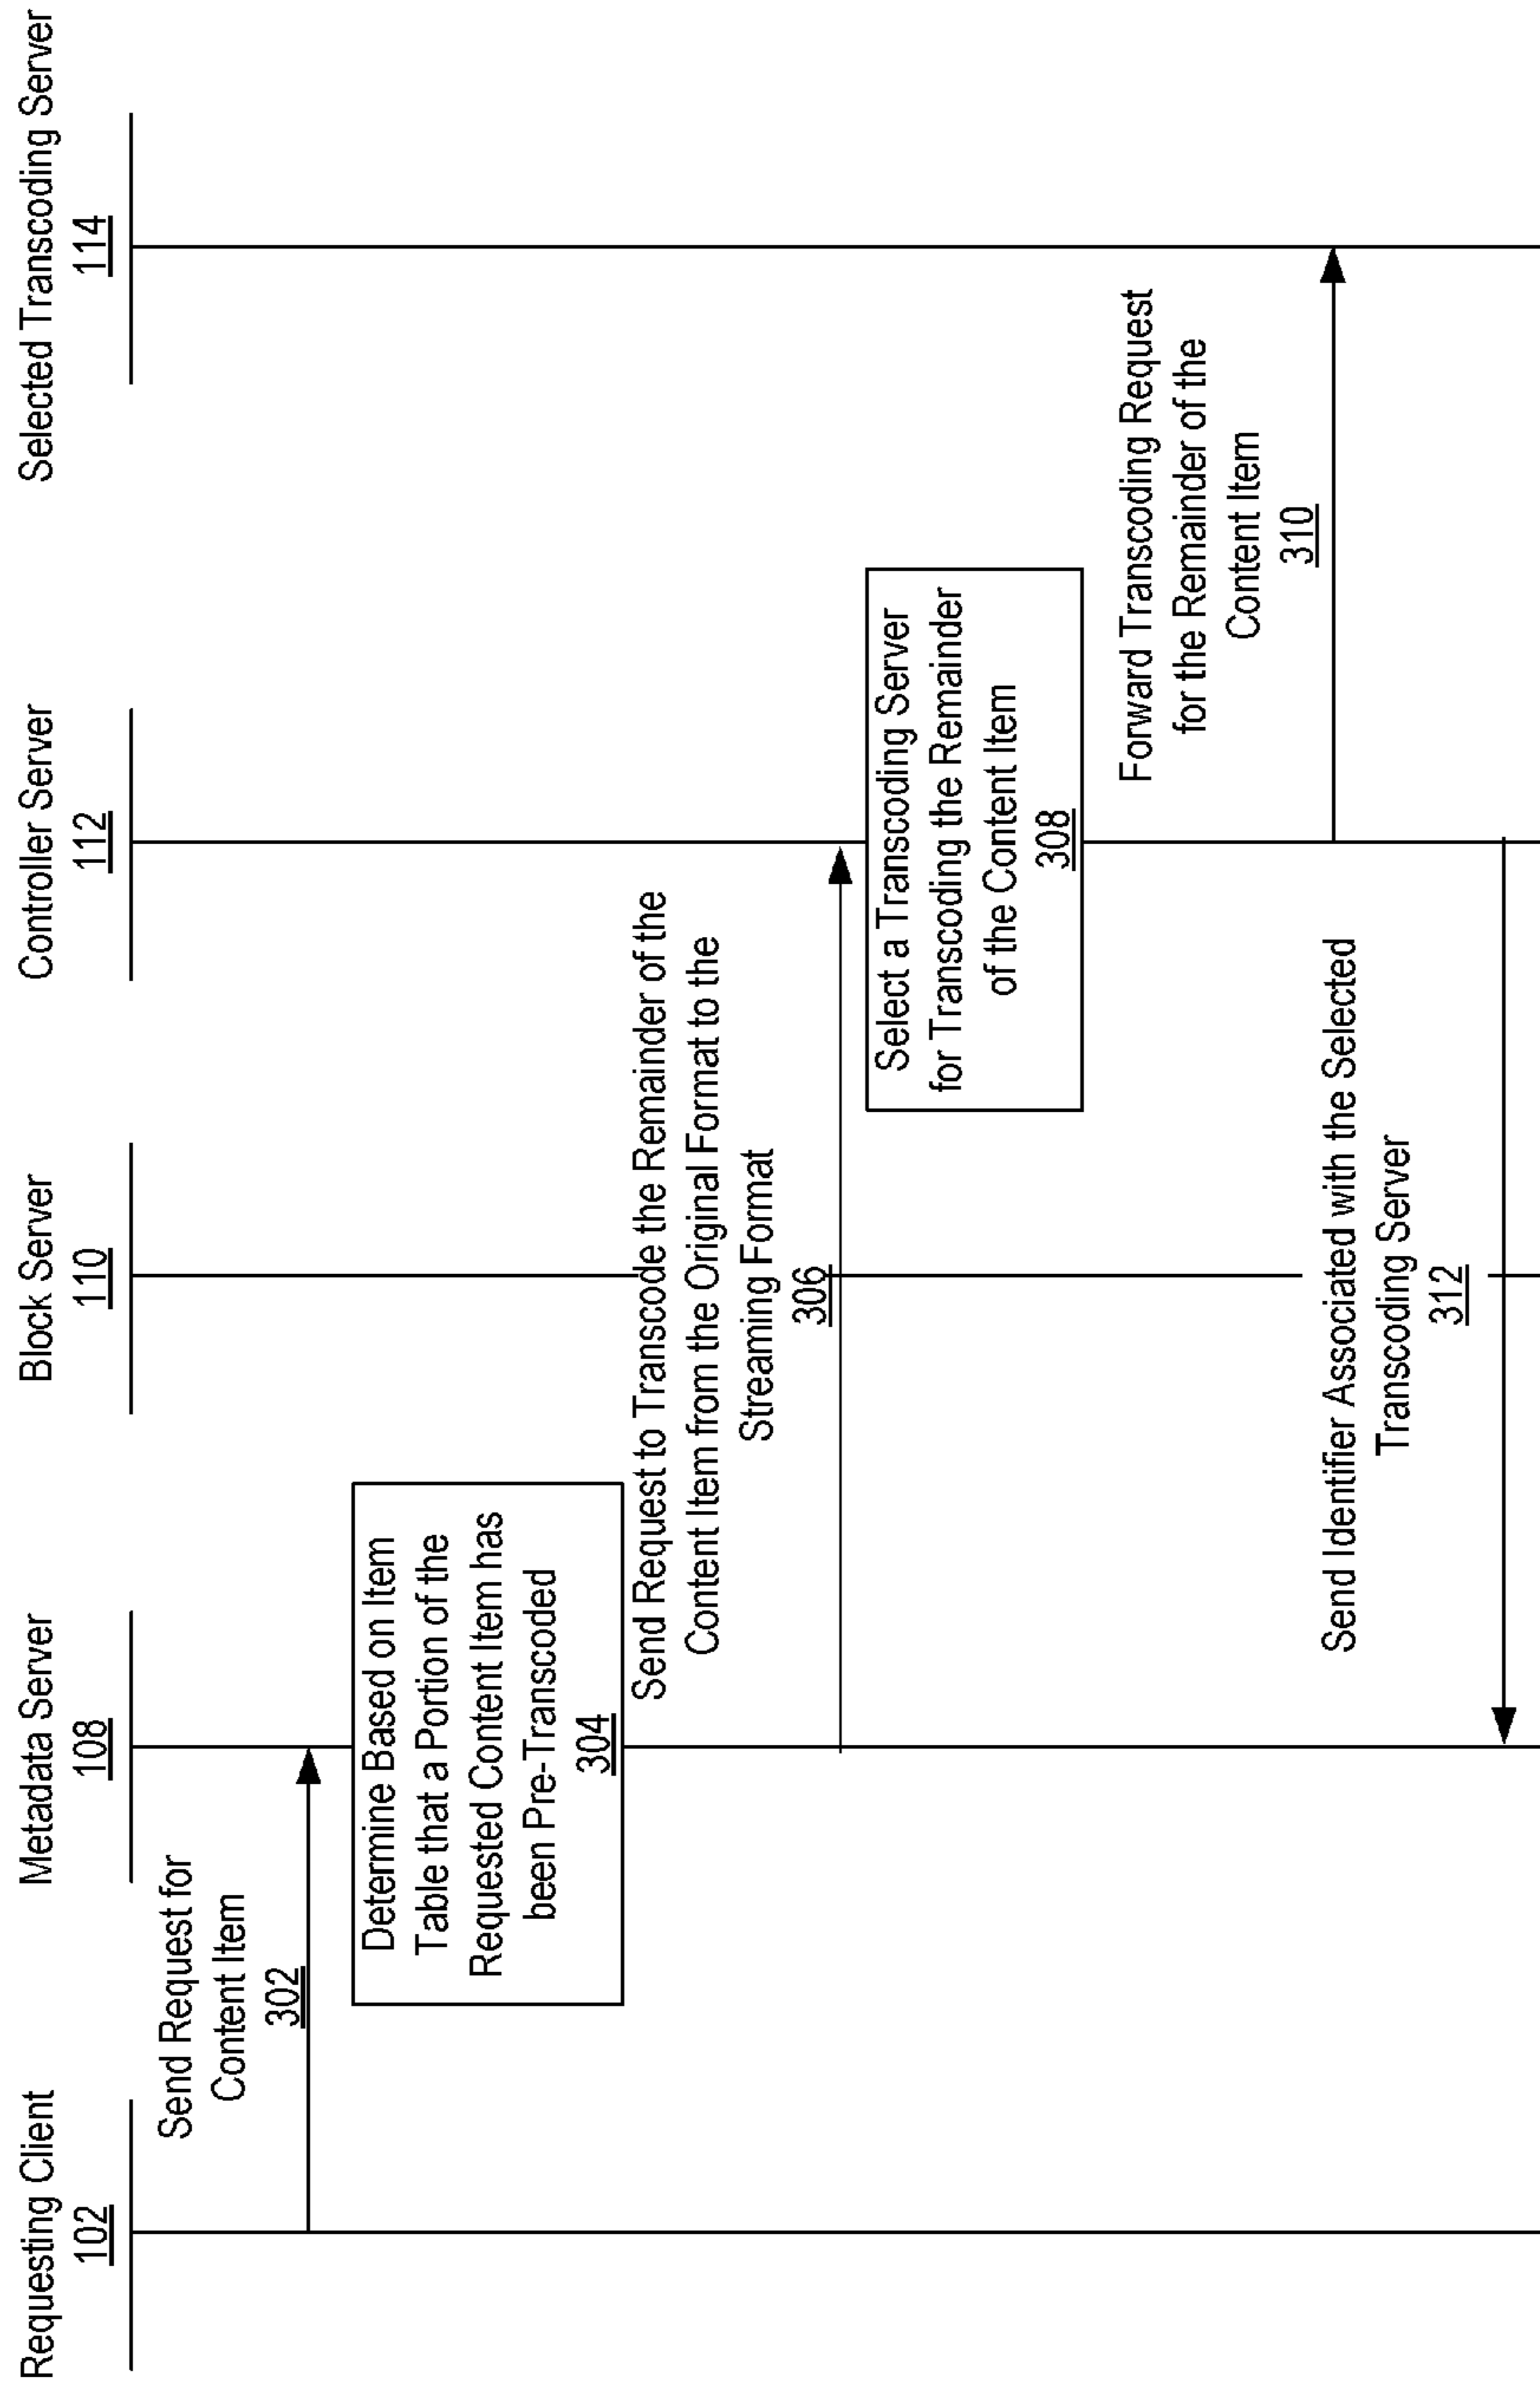 Requesting Client
102
Metadata Server
108
Block Server
110
Controller Server
112
Selected Transcoding Server
114
Send Request for
Content Item
302
Determine Based on Item
Table that a Portion of the
Requested Content Item has
been Pre-Transcoded
304
Send Request to Transcode the Remainder of the
Content Item from the Original Format to the
Streaming Format
306
Select a Transcoding Server
for Transcoding the Remainder
of the Content Item
308
Forward Transcoding Request
for the Remainder of the
Content Item
310
Send Identifier Associated with the Selected
Transcoding Server
312